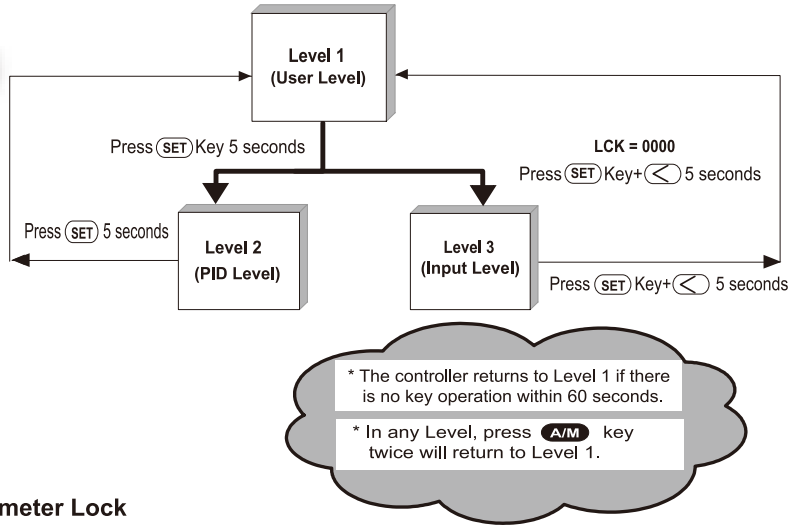 Level 1
(User Level)
Press SET Key 5 seconds
LCK = 0000
Press SET Key+< 5 seconds
Press SET 5 seconds
Level 2
(PID Level)
Level 3
(Input Level)
Press SET Key+< 5 seconds
* The controller returns to Level 1 if there
is no key operation within 60 seconds.
* In any Level, press A/M key
twice will return to Level 1.
meter Lock